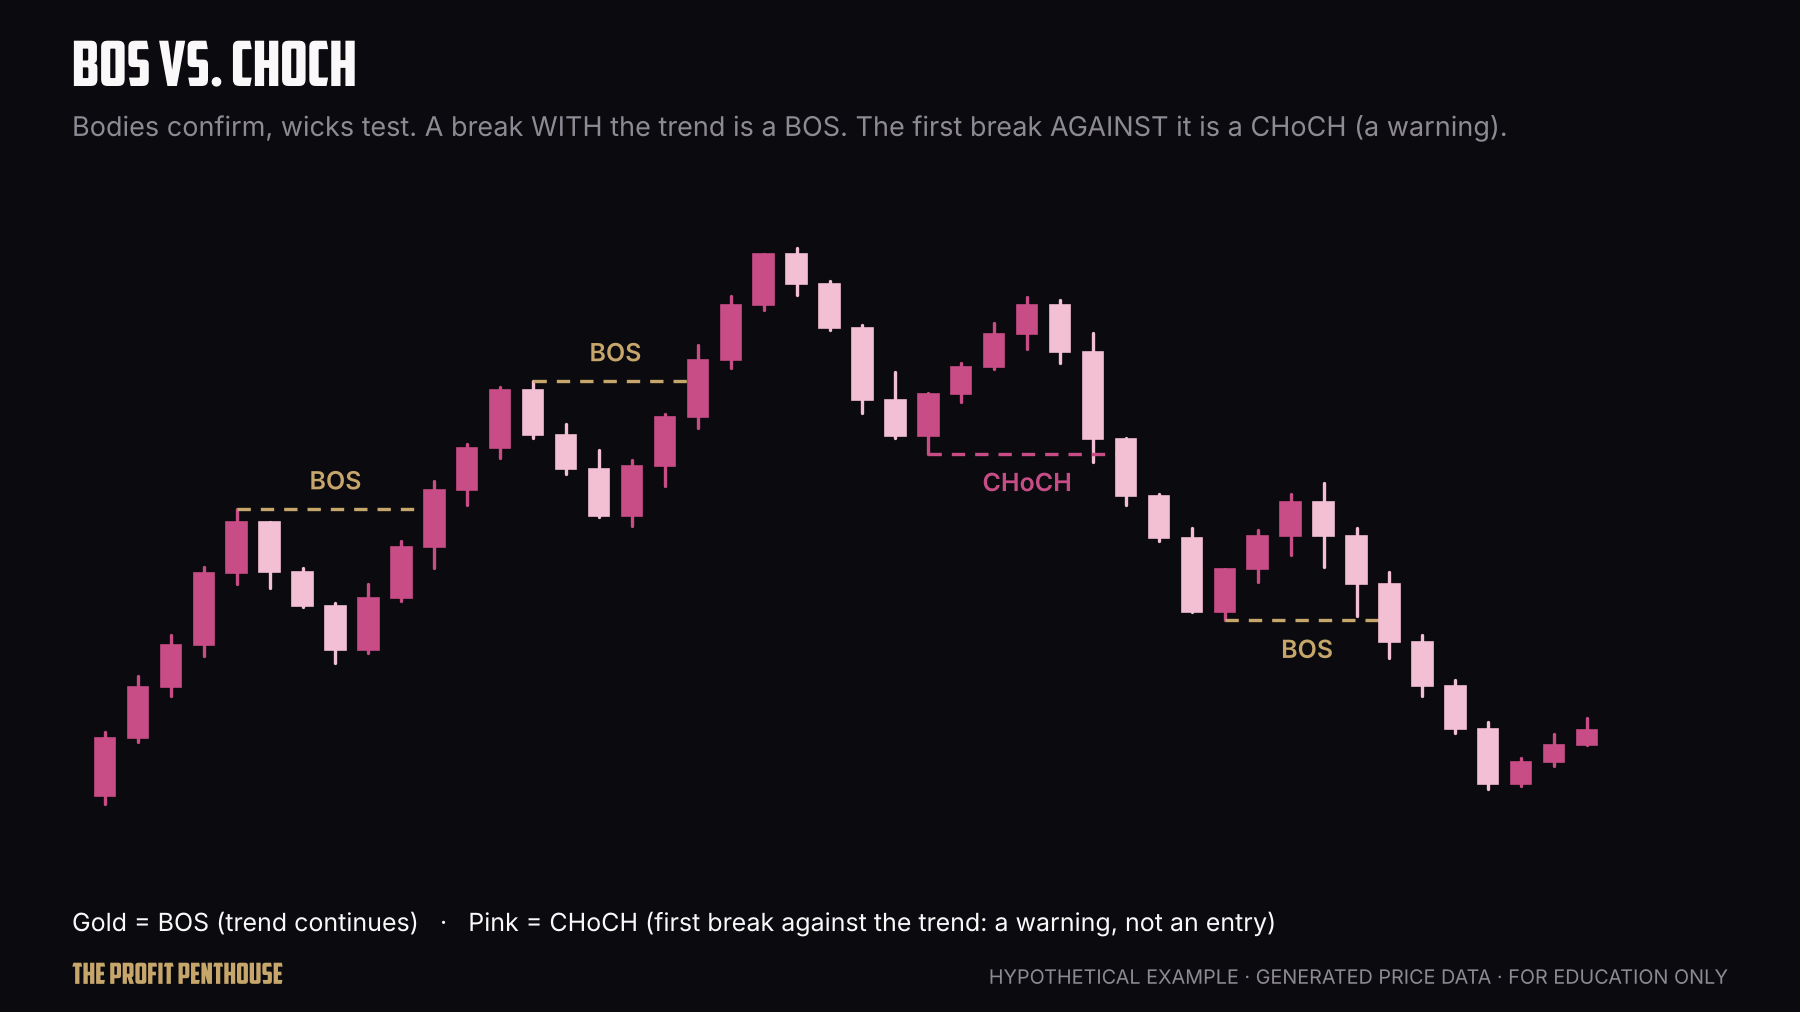 BOS VS. CHOCH
Bodies confirm, wicks test. A break WITH the trend is a BOS. The first break AGAINST it is a CHoCH (a warning).
BOS
BOS
CHoCH
BOS
Gold = BOS (trend continues) · Pink = CHoCH (first break against the trend: a warning, not an entry)
THE PROFIT PENTHOUSE
HYPOTHETICAL EXAMPLE · GENERATED PRICE DATA · FOR EDUCATION ONLY